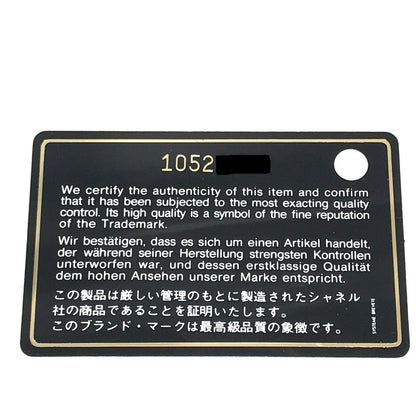 1052
We certify the authenticity of this item and confirm
that it has been subjected to the most exacting quality
control. Its high quality is a symbol of the fine reputation
of the Trademark.
Wir bestätigen, dass es sich um einen Artikel handelt,
der während seiner Herstellung strengsten Kontrollen
unterworfen war, und dessen erstklassige Qualität
dem hohen Ansehen unserer Marke entspricht.
この製品は厳しい管理のもとに製造されたシャネル
社の商品であることを証明いたします。
このブランド・マークは最高級品質の象徴です。
SYSTEME BREVETE